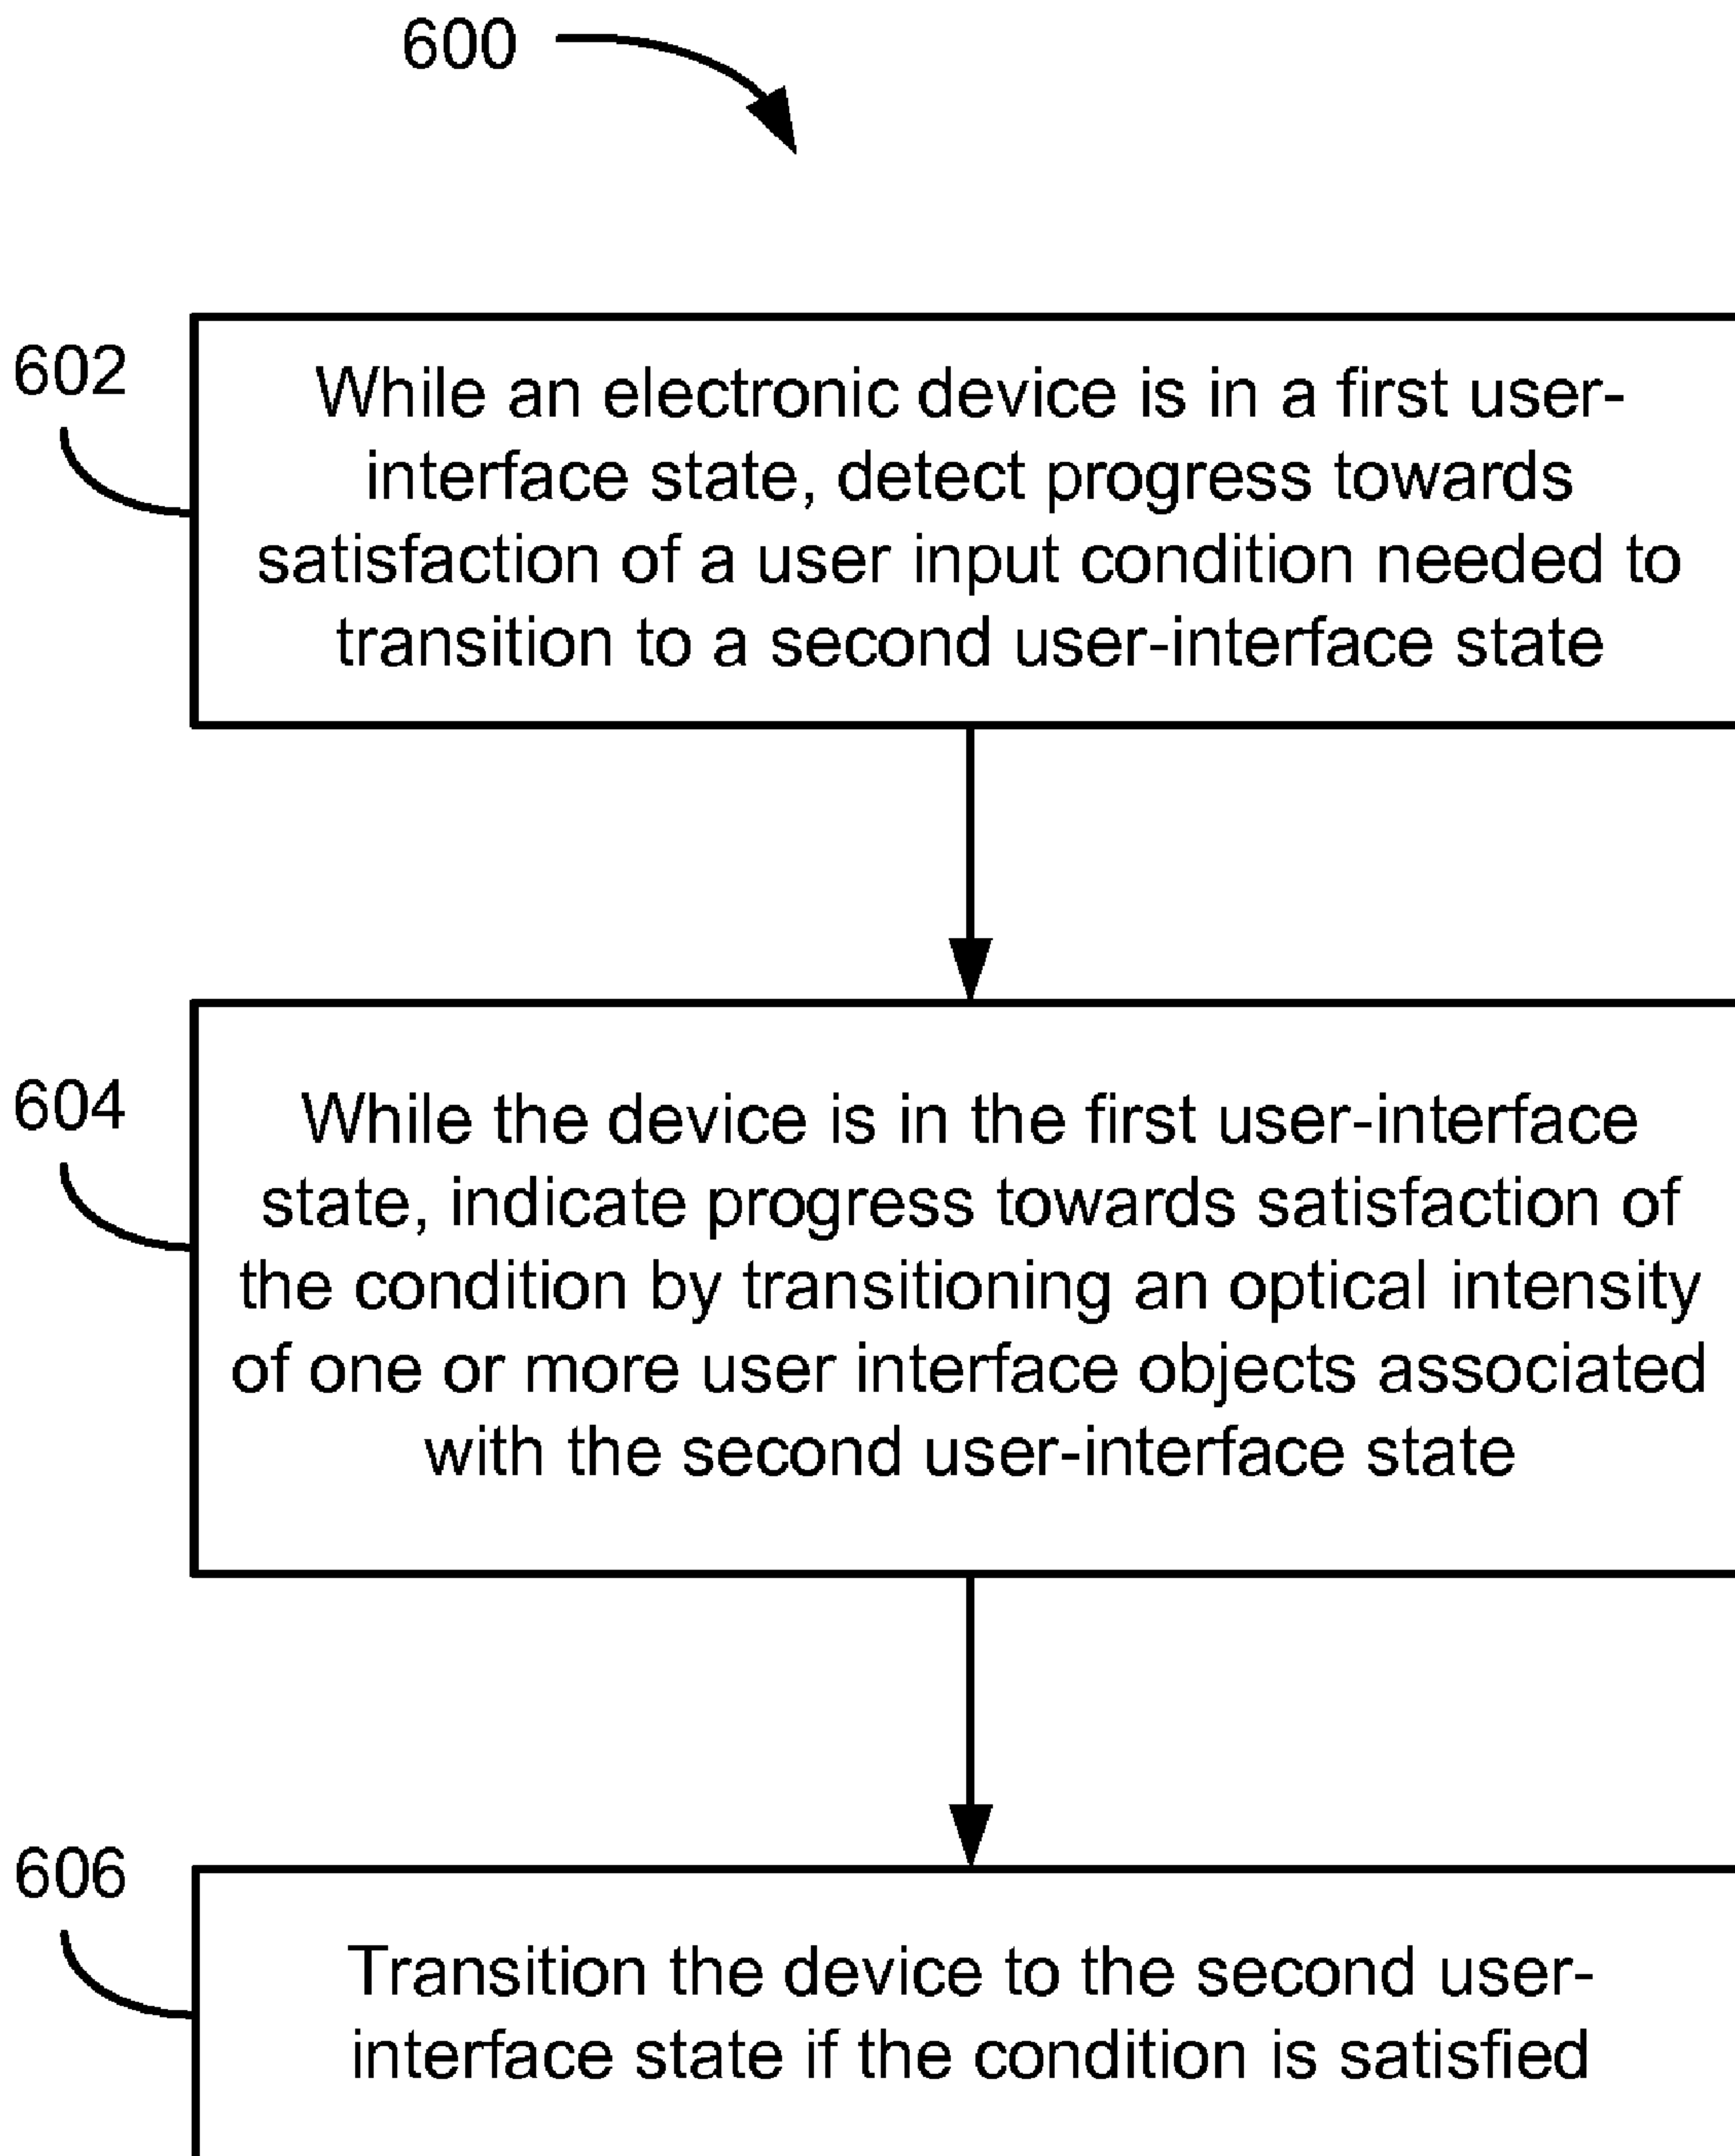 600
602
While an electronic device is in a first user-
interface state, detect progress towards
satisfaction of a user input condition needed to
transition to a second user-interface state
604
While the device is in the first user-interface
state, indicate progress towards satisfaction of
the condition by transitioning an optical intensity
of one or more user interface objects associated
with the second user-interface state
606
Transition the device to the second user-
interface state if the condition is satisfied